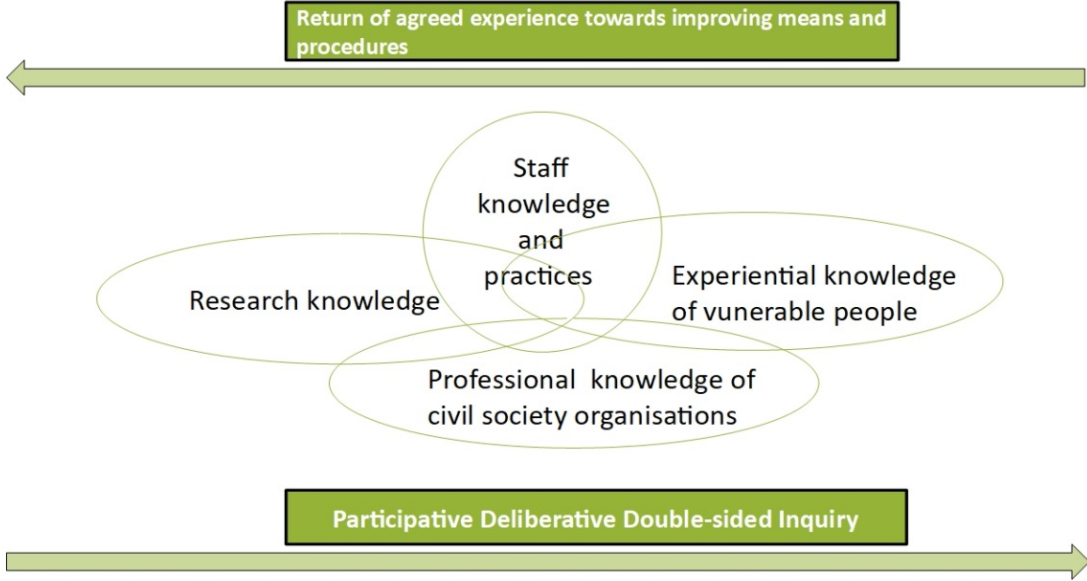 Return of agreed experience towards improving means and
procedures
Staff
knowledge
and
practices
Research knowledge
Experiential knowledge
of vunerable people
Professional knowledge of
civil society organisations
Participative Deliberative Double-sided Inquiry